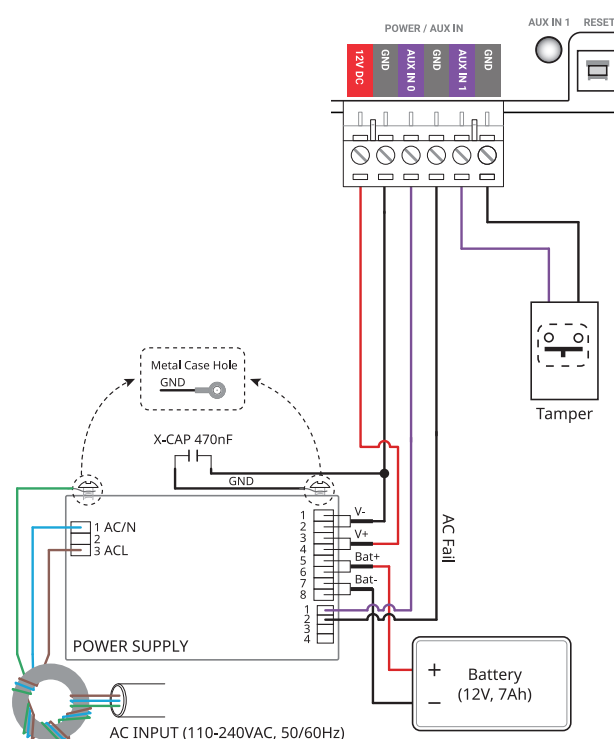 AUX IN 1 RESET
POWER / AUX IN
12V DC
GND
AUX IN 0
GND
AUX IN 1
GND
Tamper
Metal Case Hole
GND
X-CAP 470nF
GND
1 AC/N
2
3 ACL
1
2
3
4
5
6
7
8
V-
V+
Bat+
Bat-
1
2
3
4
AC Fail
POWER SUPPLY
+
Battery
(12V, 7Ah)
−
AC INPUT (110-240VAC, 50/60Hz)